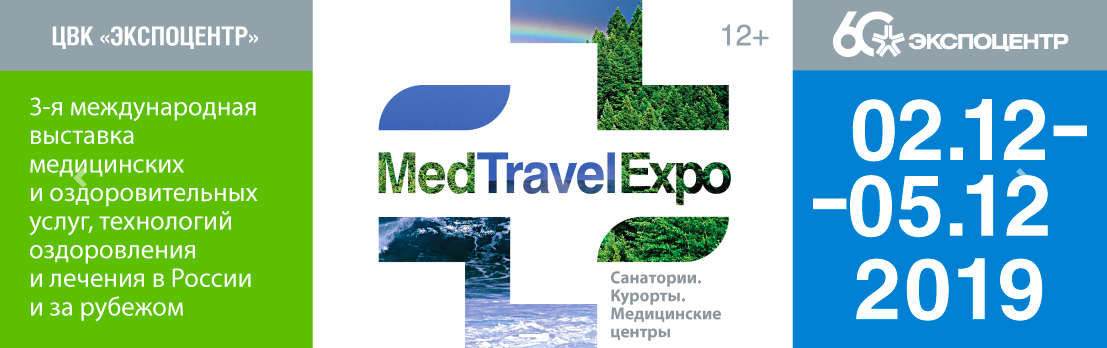 ЦВК «ЭКСПОЦЕНТР»
3-я международная
выставка
медицинских
и оздоровительных
услуг, технологий
оздоровления
и лечения в России
и за рубежом
12+
MedTravelExpo
Санатории.
Курорты.
Медицинские
центры
60 ЭКСПОЦЕНТР
02.12-
-05.12
2019